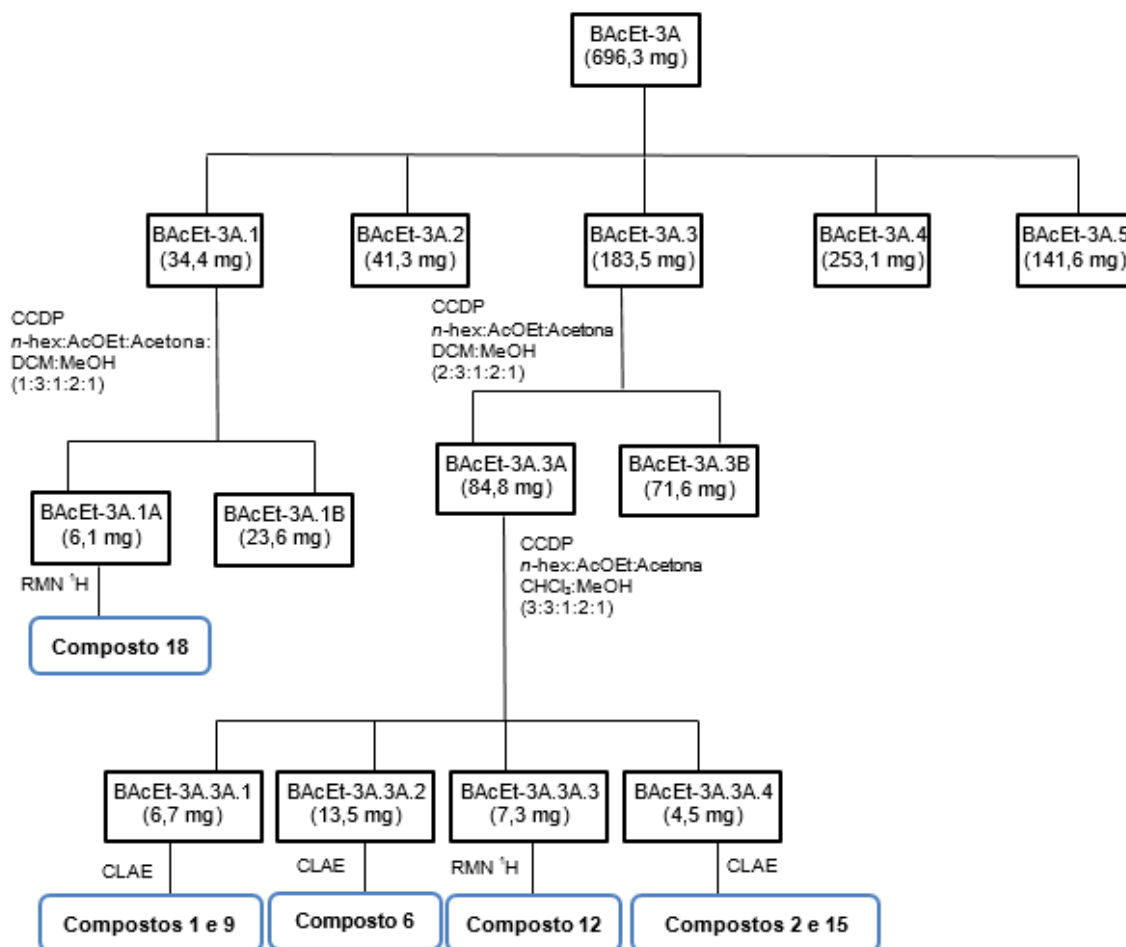 BAcEt-3A
(696,3 mg)
BAcEt-3A.1
(34,4 mg)
BAcEt-3A.2
(41,3 mg)
BAcEt-3A.3
(183,5 mg)
BAcEt-3A.4
(253,1 mg)
BAcEt-3A.5
(141,6 mg)
CCDP
n-hex:AcOEt:Acetona:
DCM:MeOH
(1:3:1:2:1)
CCDP
n-hex:AcOEt:Acetona
DCM:MeOH
(2:3:1:2:1)
BAcEt-3A.3A
(84,8 mg)
BAcEt-3A.3B
(71,6 mg)
BAcEt-3A.1A
(6,1 mg)
BAcEt-3A.1B
(23,6 mg)
CCDP
n-hex:AcOEt:Acetona
CHCl₃:MeOH
(3:3:1:2:1)
RMN ¹H
Composto 18
BAcEt-3A.3A.1
(6,7 mg)
BAcEt-3A.3A.2
(13,5 mg)
BAcEt-3A.3A.3
(7,3 mg)
BAcEt-3A.3A.4
(4,5 mg)
CLAE
CLAE
RMN ¹H
CLAE
Compostos 1 e 9
Composto 6
Composto 12
Compostos 2 e 15